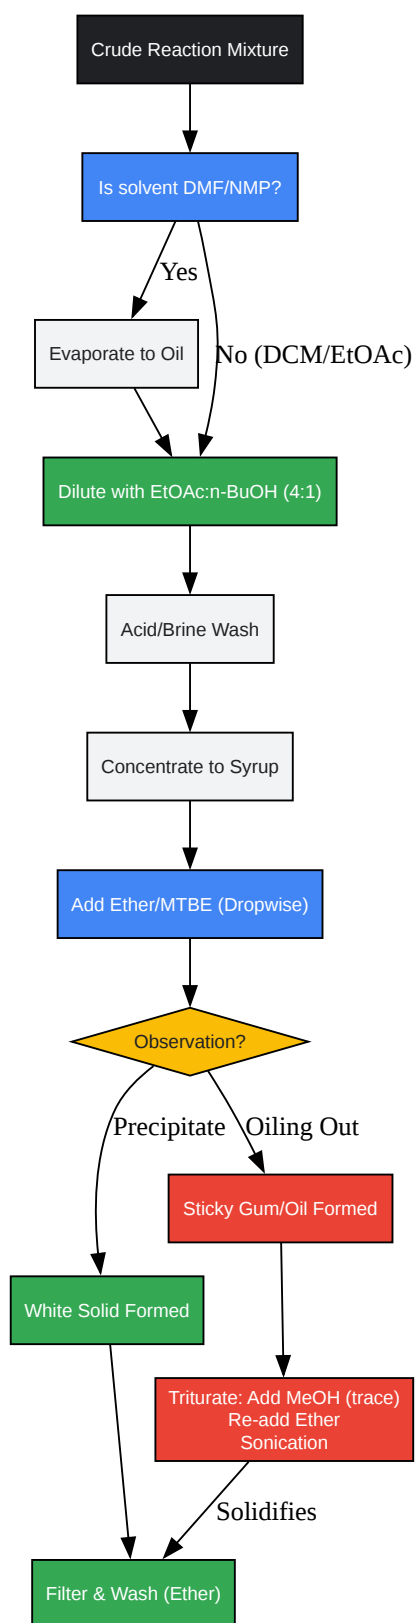 Crude Reaction Mixture
Is solvent DMF/NMP?
Yes
Evaporate to Oil
No (DCM/EtOAc)
Dilute with EtOAc:n-BuOH (4:1)
Acid/Brine Wash
Concentrate to Syrup
Add Ether/MTBE (Dropwise)
Observation?
Precipitate
Oiling Out
Sticky Gum/Oil Formed
White Solid Formed
Triturate: Add MeOH (trace)
Re-add Ether
Sonication
Solidifies
Filter & Wash (Ether)